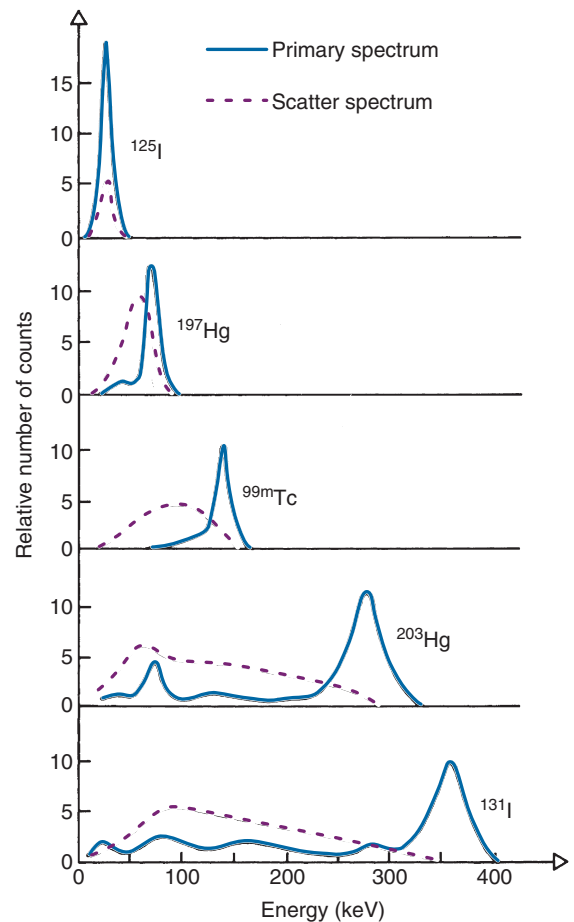 Primary spectrum
Scatter spectrum
15
10
5
0
¹²⁵I
10
5
0
¹⁹⁷Hg
10
5
0
⁹⁹ᵐTc
10
5
0
²⁰³Hg
10
5
0
¹³¹I
0 100 200 300 400
Energy (keV)
Relative number of counts